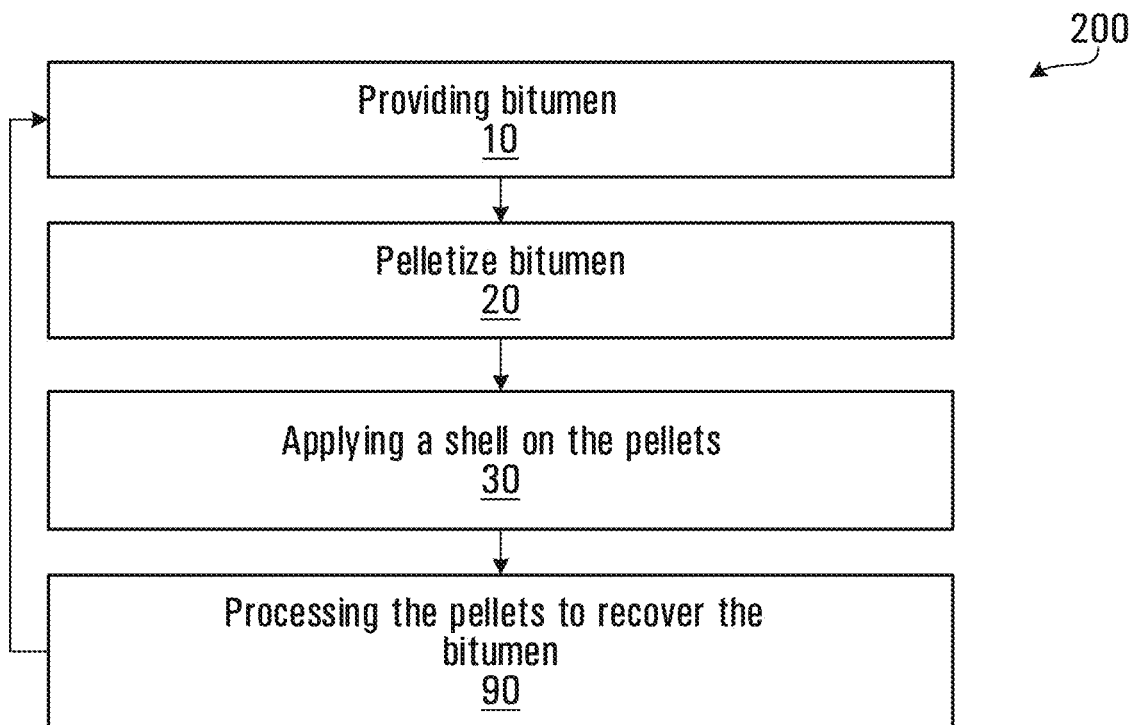 200
Providing bitumen
10
Pelletize bitumen
20
Applying a shell on the pellets
30
Processing the pellets to recover the
bitumen
90